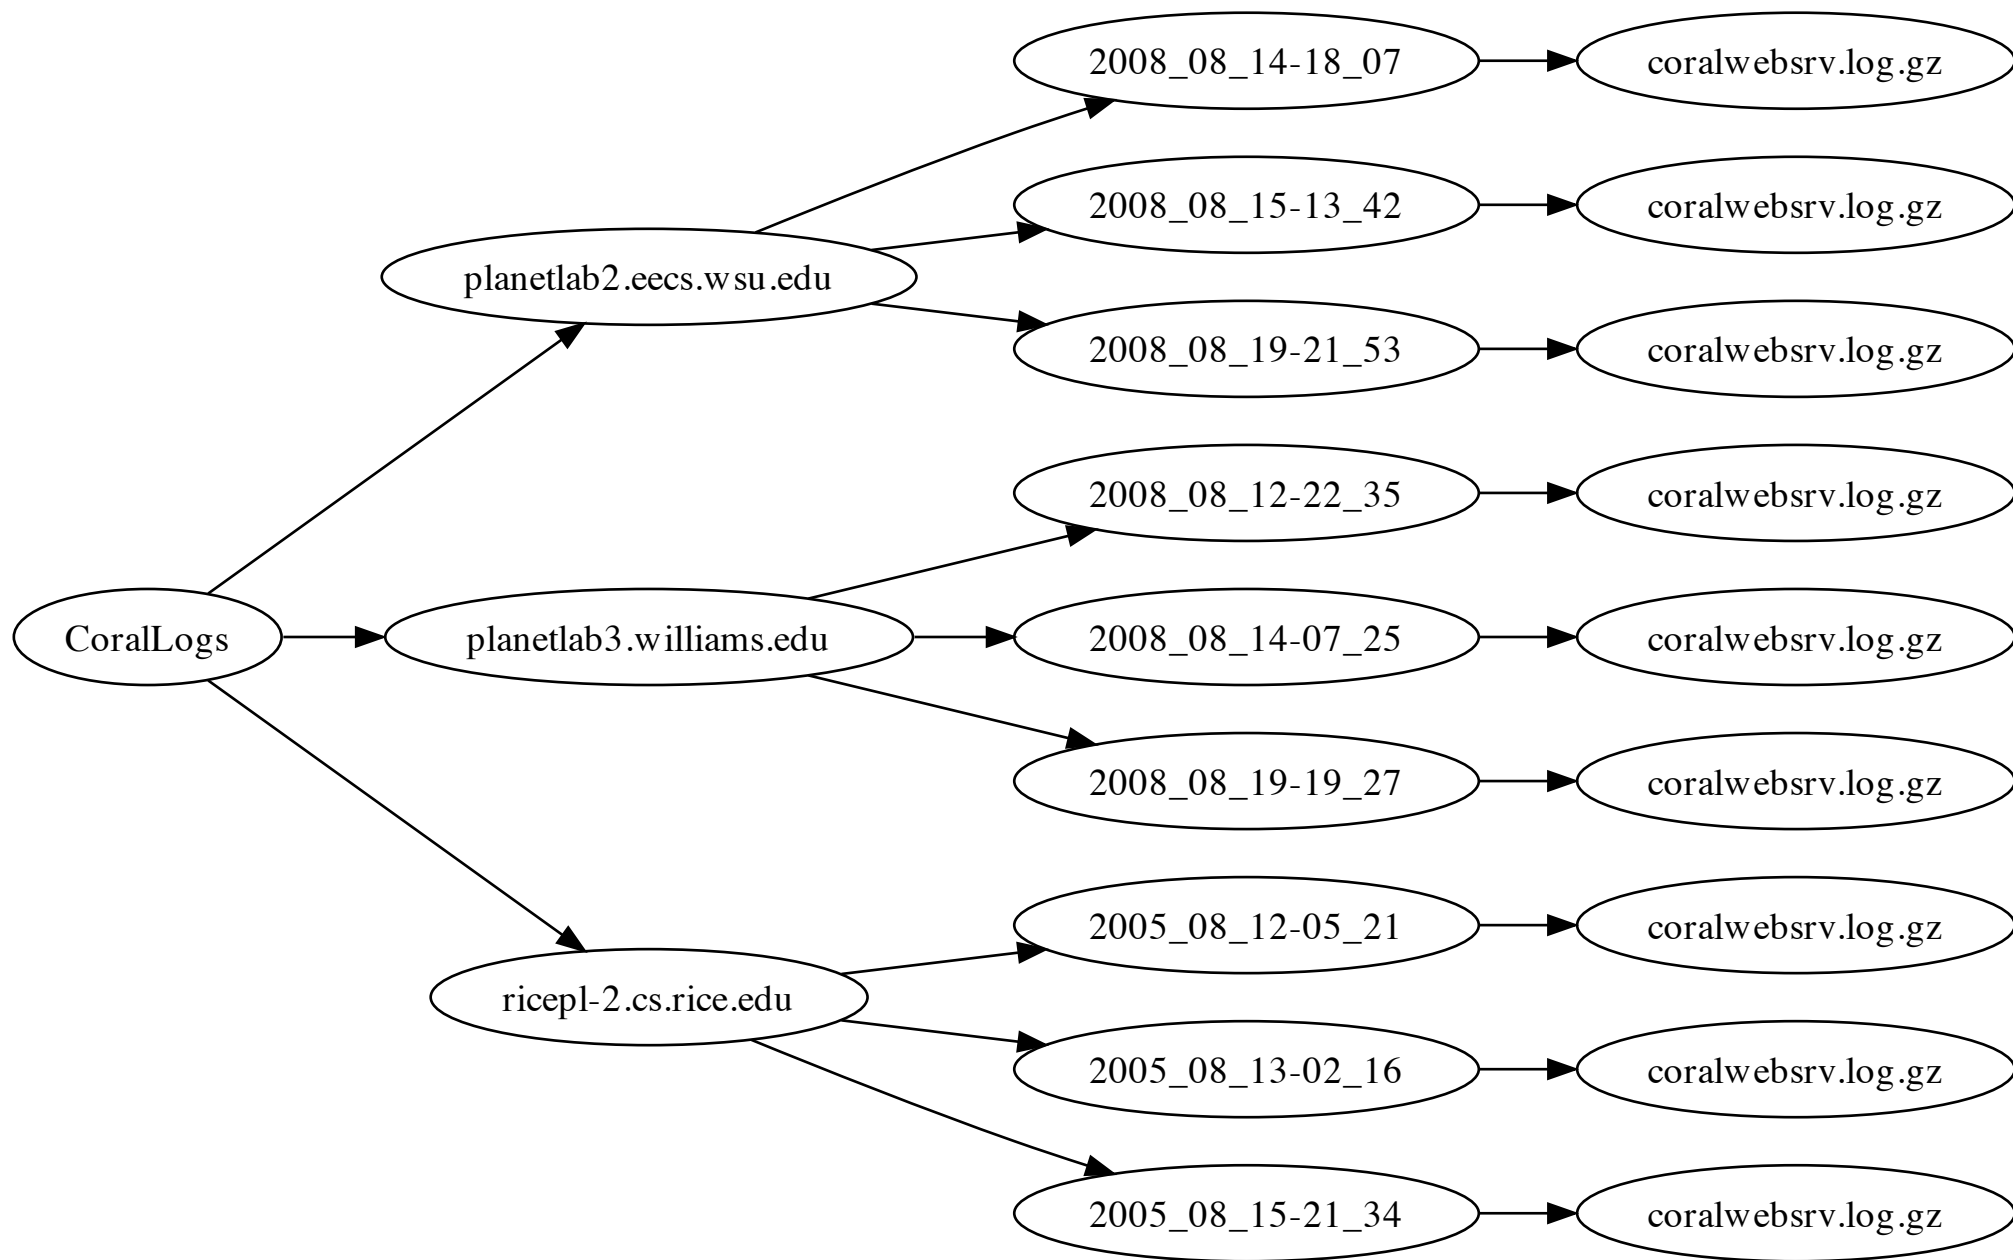 2008_08_14-18_07 coralwebsrv.log.gz
2008_08_15-13_42 coralwebsrv.log.gz
planetlab2.eecs.wsu.edu
2008_08_19-21_53 coralwebsrv.log.gz
2008_08_12-22_35 coralwebsrv.log.gz
CoralLogs planetlab3.williams.edu 2008_08_14-07_25 coralwebsrv.log.gz
2008_08_19-19_27 coralwebsrv.log.gz
2005_08_12-05_21 coralwebsrv.log.gz
ricepl-2.cs.rice.edu
2005_08_13-02_16 coralwebsrv.log.gz
2005_08_15-21_34 coralwebsrv.log.gz